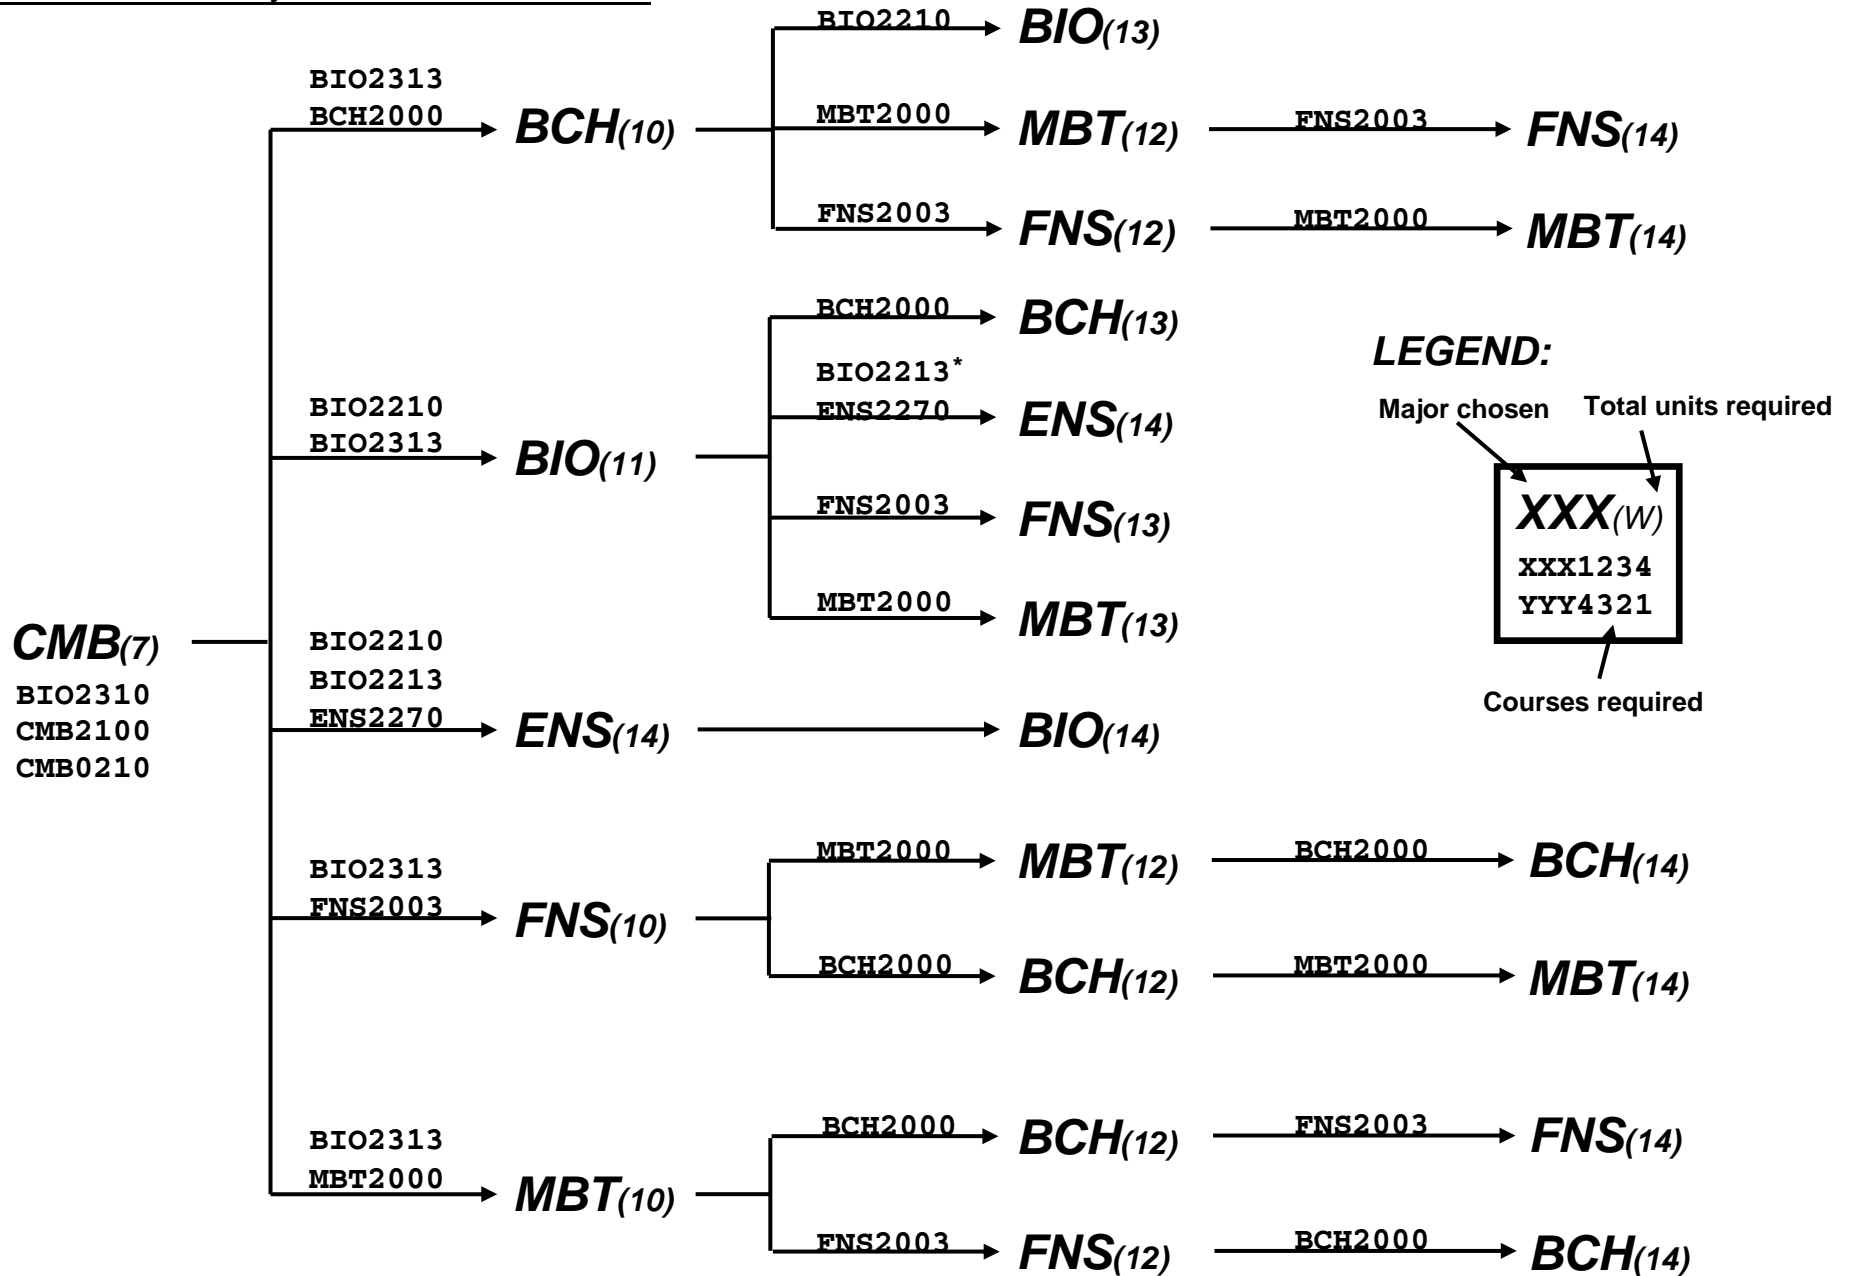 BIO2210
BIO(13)
BIO2313
BCH2000
BCH(10)
MBT2000
MBT(12)
FNS2003
FNS(14)
FNS2003
FNS(12)
MBT2000
MBT(14)
BCH2000
BCH(13)
BIO2213*
ENS2270
ENS(14)
BIO2210
BIO2313
BIO(11)
FNS2003
FNS(13)
MBT2000
MBT(13)
LEGEND:
Major chosen
Total units required
XXX(W)
XXX1234
YYY4321
Courses required
CMB(7)
BIO2310
CMB2100
CMB0210
BIO2210
BIO2213
ENS2270
ENS(14)
BIO(14)
BIO2313
FNS2003
FNS(10)
MBT2000
MBT(12)
BCH2000
BCH(14)
BCH2000
BCH(12)
MBT2000
MBT(14)
BIO2313
MBT2000
MBT(10)
BCH2000
BCH(12)
FNS2003
FNS(14)
FNS2003
FNS(12)
BCH2000
BCH(14)